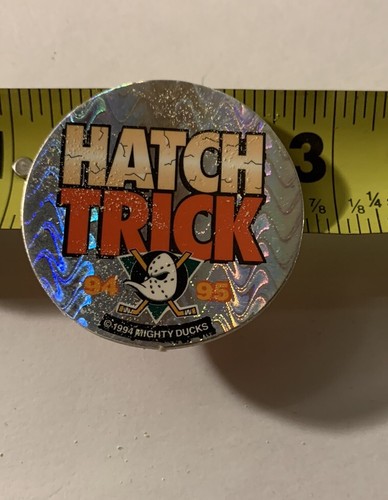 HATCH
TRICK
94 95
© 1994 MIGHTY DUCKS
3
7/8 1/8 1/4